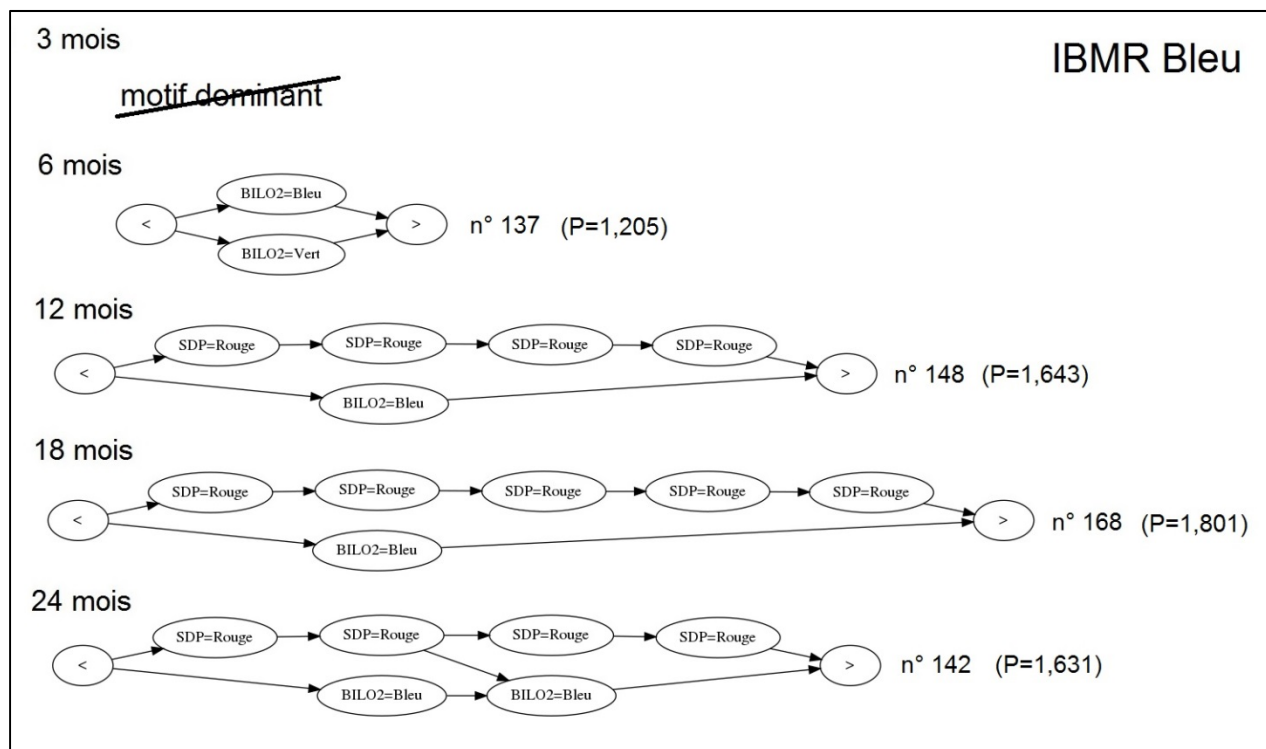 3 mois
IBMR Bleu
motif dominant
6 mois
BILO2=Bleu
< >
n° 137 (P=1,205)
BILO2=Vert
12 mois
SDP=Rouge SDP=Rouge SDP=Rouge SDP=Rouge
< >
n° 148 (P=1,643)
BILO2=Bleu
18 mois
SDP=Rouge SDP=Rouge SDP=Rouge SDP=Rouge SDP=Rouge
< >
n° 168 (P=1,801)
BILO2=Bleu
24 mois
SDP=Rouge SDP=Rouge SDP=Rouge SDP=Rouge
< >
n° 142 (P=1,631)
BILO2=Bleu BILO2=Bleu